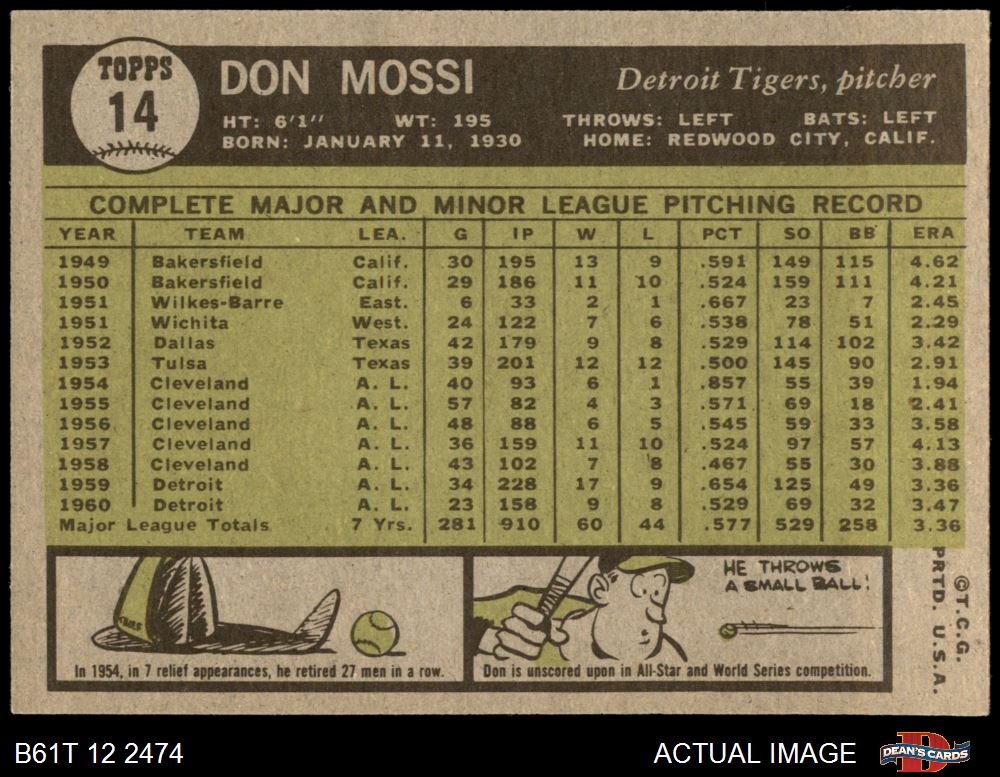 TOPPS
14
DON MOSSI
Detroit Tigers, pitcher
HT: 6'1" WT: 195 THROWS: LEFT BATS: LEFT
BORN: JANUARY 11, 1930 HOME: REDWOOD CITY, CALIF.
COMPLETE MAJOR AND MINOR LEAGUE PITCHING RECORD
YEAR TEAM LEA. G IP W L PCT SO BB ERA
1949 Bakersfield Calif. 30 195 13 9 .591 149 115 4.62
1950 Bakersfield Calif. 29 186 11 10 .524 159 111 4.21
1951 Wilkes-Barre East. 6 33 2 1 .667 23 7 2.45
1951 Wichita West. 24 122 7 6 .538 78 51 2.29
1952 Dallas Texas 42 179 9 8 .529 114 102 3.42
1953 Tulsa Texas 39 201 12 12 .500 145 90 2.91
1954 Cleveland A. L. 40 93 6 1 .857 55 39 1.94
1955 Cleveland A. L. 57 82 4 3 .571 69 18 2.41
1956 Cleveland A. L. 48 88 6 5 .545 59 33 3.58
1957 Cleveland A. L. 36 159 11 10 .524 97 57 4.13
1958 Cleveland A. L. 43 102 7 8 .467 55 30 3.88
1959 Detroit A. L. 34 228 17 9 .654 125 49 3.36
1960 Detroit A. L. 23 158 9 8 .529 69 32 3.47
Major League Totals 7 Yrs. 281 910 60 44 .577 529 258 3.36
In 1954, in 7 relief appearances, he retired 27 men in a row.
HE THROWS
A SMALL BALL!
Don is unscored upon in All-Star and World Series competition.
©T.C.G.
PRTD. U.S.A.
B61T 12 2474
ACTUAL IMAGE
DEAN'S CARDS